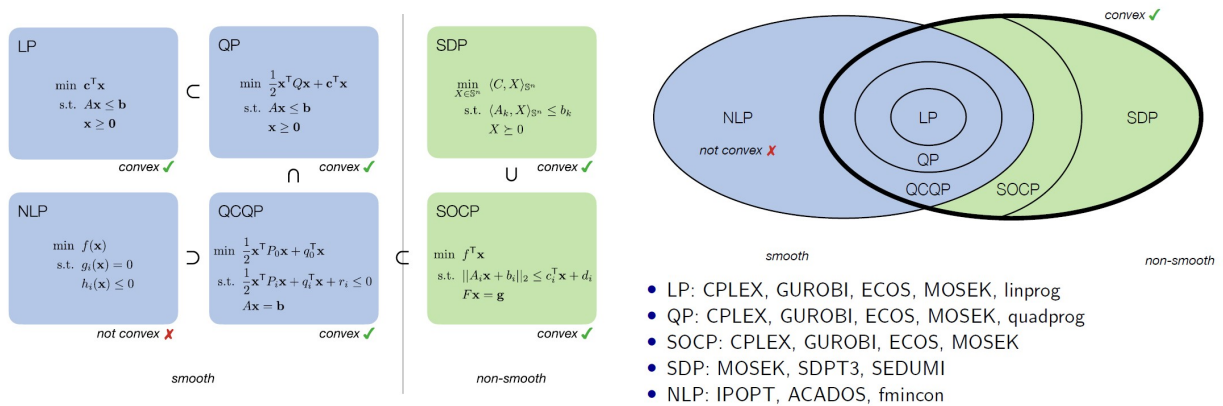 LP
min c^T x
s.t. Ax ≤ b
x ≥ 0
convex ✓
⊂
QP
min 1/2 x^T Q x + c^T x
s.t. Ax ≤ b
x ≥ 0
convex ✓
∩
SDP
min X∈𝕊^n ⟨C, X⟩_𝕊^n
s.t. ⟨A_k, X⟩_𝕊^n ≤ b_k
X ⪰ 0
convex ✓
∪
NLP
min f(x)
s.t. g_i(x) = 0
h_i(x) ≤ 0
not convex ✗
⊃
QCQP
min 1/2 x^T P_0 x + q_0^T x
s.t. 1/2 x^T P_i x + q_i^T x + r_i ≤ 0
Ax = b
convex ✓
⊂
SOCP
min f^T x
s.t. ||A_i x + b_i||_2 ≤ c_i^T x + d_i
Fx = g
convex ✓
smooth
non-smooth
convex ✓
NLP
not convex ✗
LP
QP
QCQP
SOCP
SDP
smooth
non-smooth
• LP: CPLEX, GUROBI, ECOS, MOSEK, linprog
• QP: CPLEX, GUROBI, ECOS, MOSEK, quadprog
• SOCP: CPLEX, GUROBI, ECOS, MOSEK
• SDP: MOSEK, SDPT3, SEDUMI
• NLP: IPOPT, ACADOS, fmincon